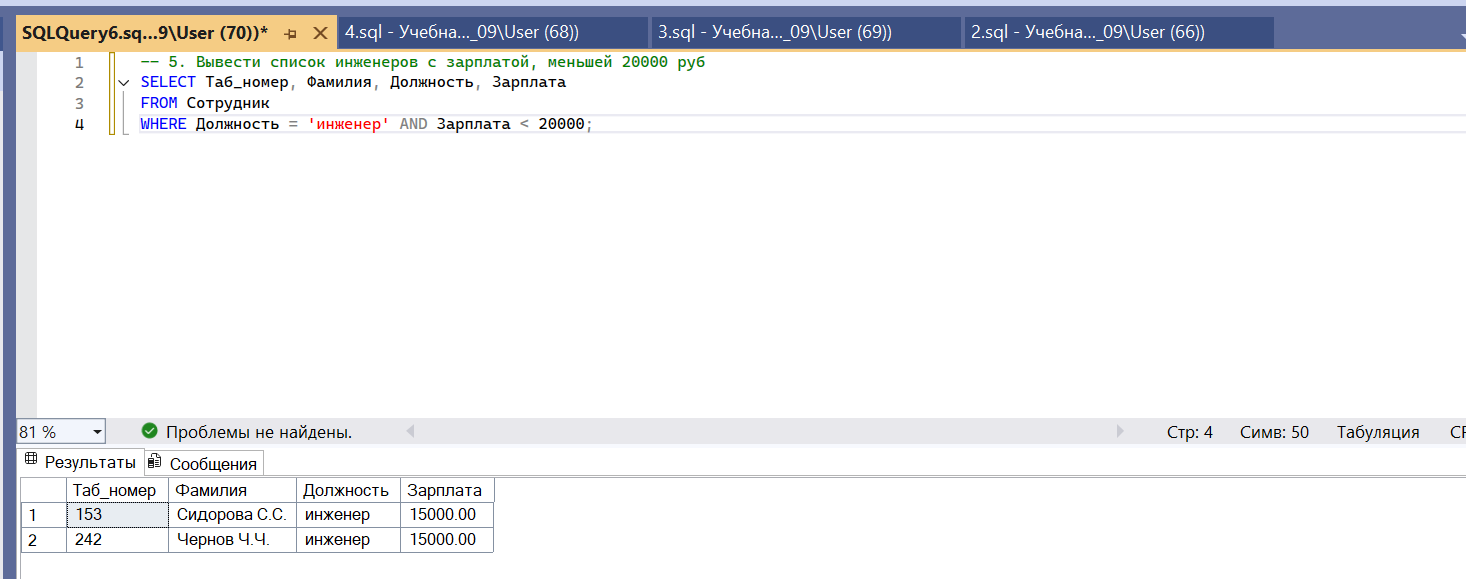 SQLQuery6.sq...9\User (70))* 4.sql - Учебна..._09\User (68)) 3.sql - Учебна..._09\User (69)) 2.sql - Учебна..._09\User (66))
1 -- 5. Вывести список инженеров с зарплатой, меньшей 20000 руб
2 SELECT Таб_номер, Фамилия, Должность, Зарплата
3 FROM Сотрудник
4 WHERE Должность = 'инженер' AND Зарплата < 20000;
81 % Проблемы не найдены. Стр: 4 Симв: 50 Табуляция
Результаты Сообщения
Таб_номер Фамилия Должность Зарплата
1 153 Сидорова С.С. инженер 15000.00
2 242 Чернов Ч.Ч. инженер 15000.00